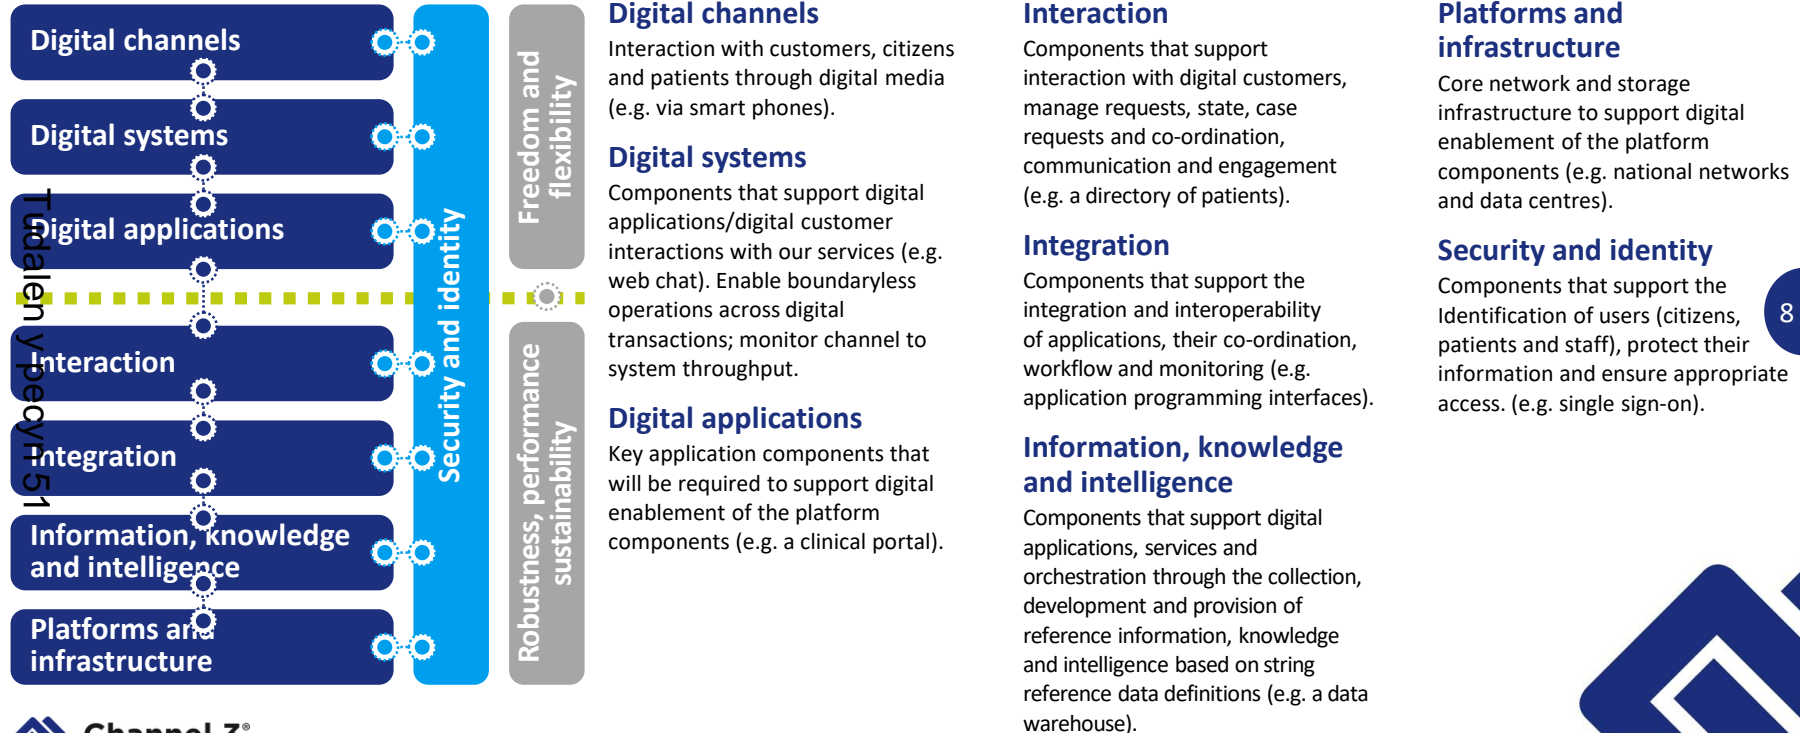 Digital channels
Digital systems
Digital applications
Interaction
Integration
Information, knowledge
and intelligence
Platforms and
infrastructure
Security and identity
Freedom and
flexibility
Robustness, performance
sustainability
Tudalen y pecyn 51
Digital channels
Interaction with customers, citizens
and patients through digital media
(e.g. via smart phones).
Digital systems
Components that support digital
applications/digital customer
interactions with our services (e.g.
web chat). Enable boundaryless
operations across digital
transactions; monitor channel to
system throughput.
Digital applications
Key application components that
will be required to support digital
enablement of the platform
components (e.g. a clinical portal).
Interaction
Components that support
interaction with digital customers,
manage requests, state, case
requests and co-ordination,
communication and engagement
(e.g. a directory of patients).
Integration
Components that support the
integration and interoperability
of applications, their co-ordination,
workflow and monitoring (e.g.
application programming interfaces).
Information, knowledge
and intelligence
Components that support digital
applications, services and
orchestration through the collection,
development and provision of
reference information, knowledge
and intelligence based on string
reference data definitions (e.g. a data
warehouse).
Platforms and
infrastructure
Core network and storage
infrastructure to support digital
enablement of the platform
components (e.g. national networks
and data centres).
Security and identity
Components that support the
Identification of users (citizens,
patients and staff), protect their
information and ensure appropriate
access. (e.g. single sign-on).
8
Channel 3®